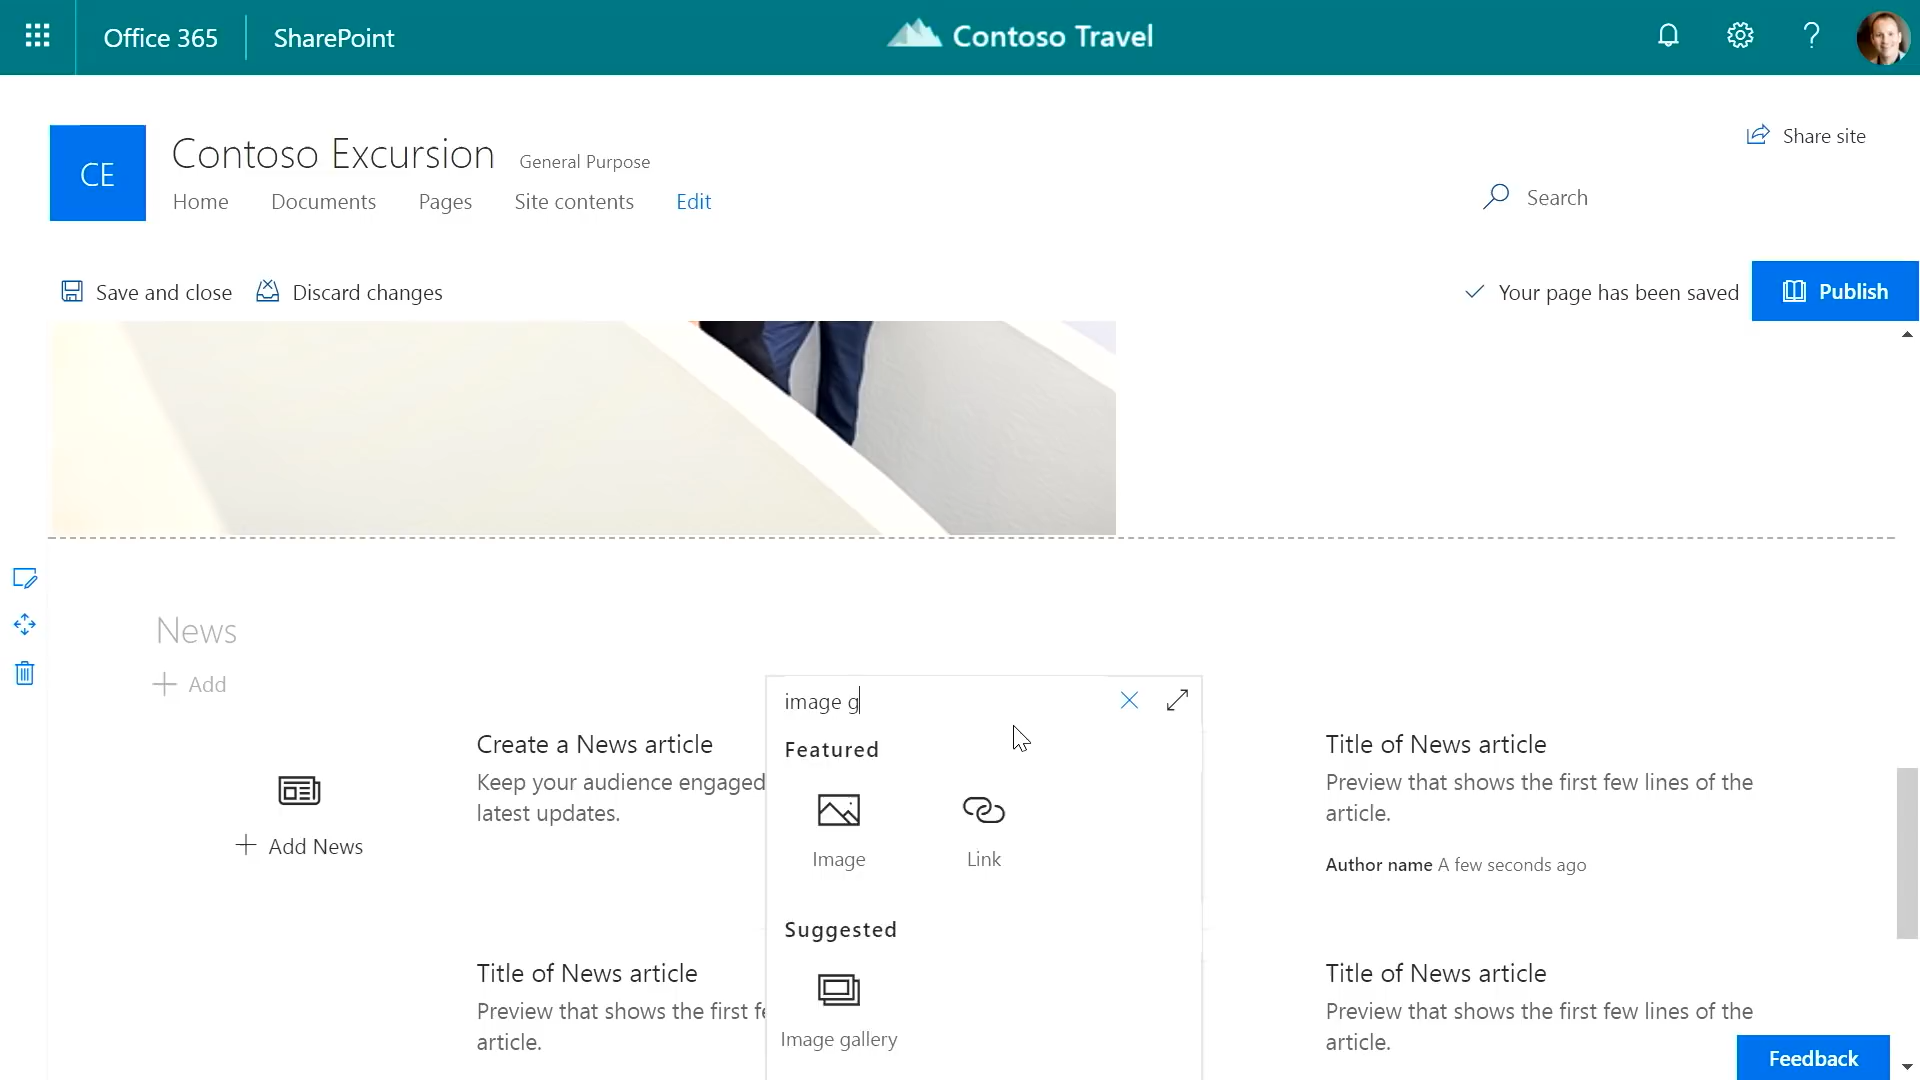 Office 365
SharePoint
Contoso Travel
CE
Contoso Excursion
General Purpose
Share site
Home
Documents
Pages
Site contents
Edit
Search
Save and close
Discard changes
Your page has been saved
Publish
News
Add
image g
Featured
Image
Link
Suggested
Image gallery
Add News
Create a News article
Keep your audience engaged
latest updates.
Title of News article
Preview that shows the first few lines of the
article.
Author name A few seconds ago
Title of News article
Preview that shows the first fe
article.
Title of News article
Preview that shows the first few lines of the
article.
Feedback